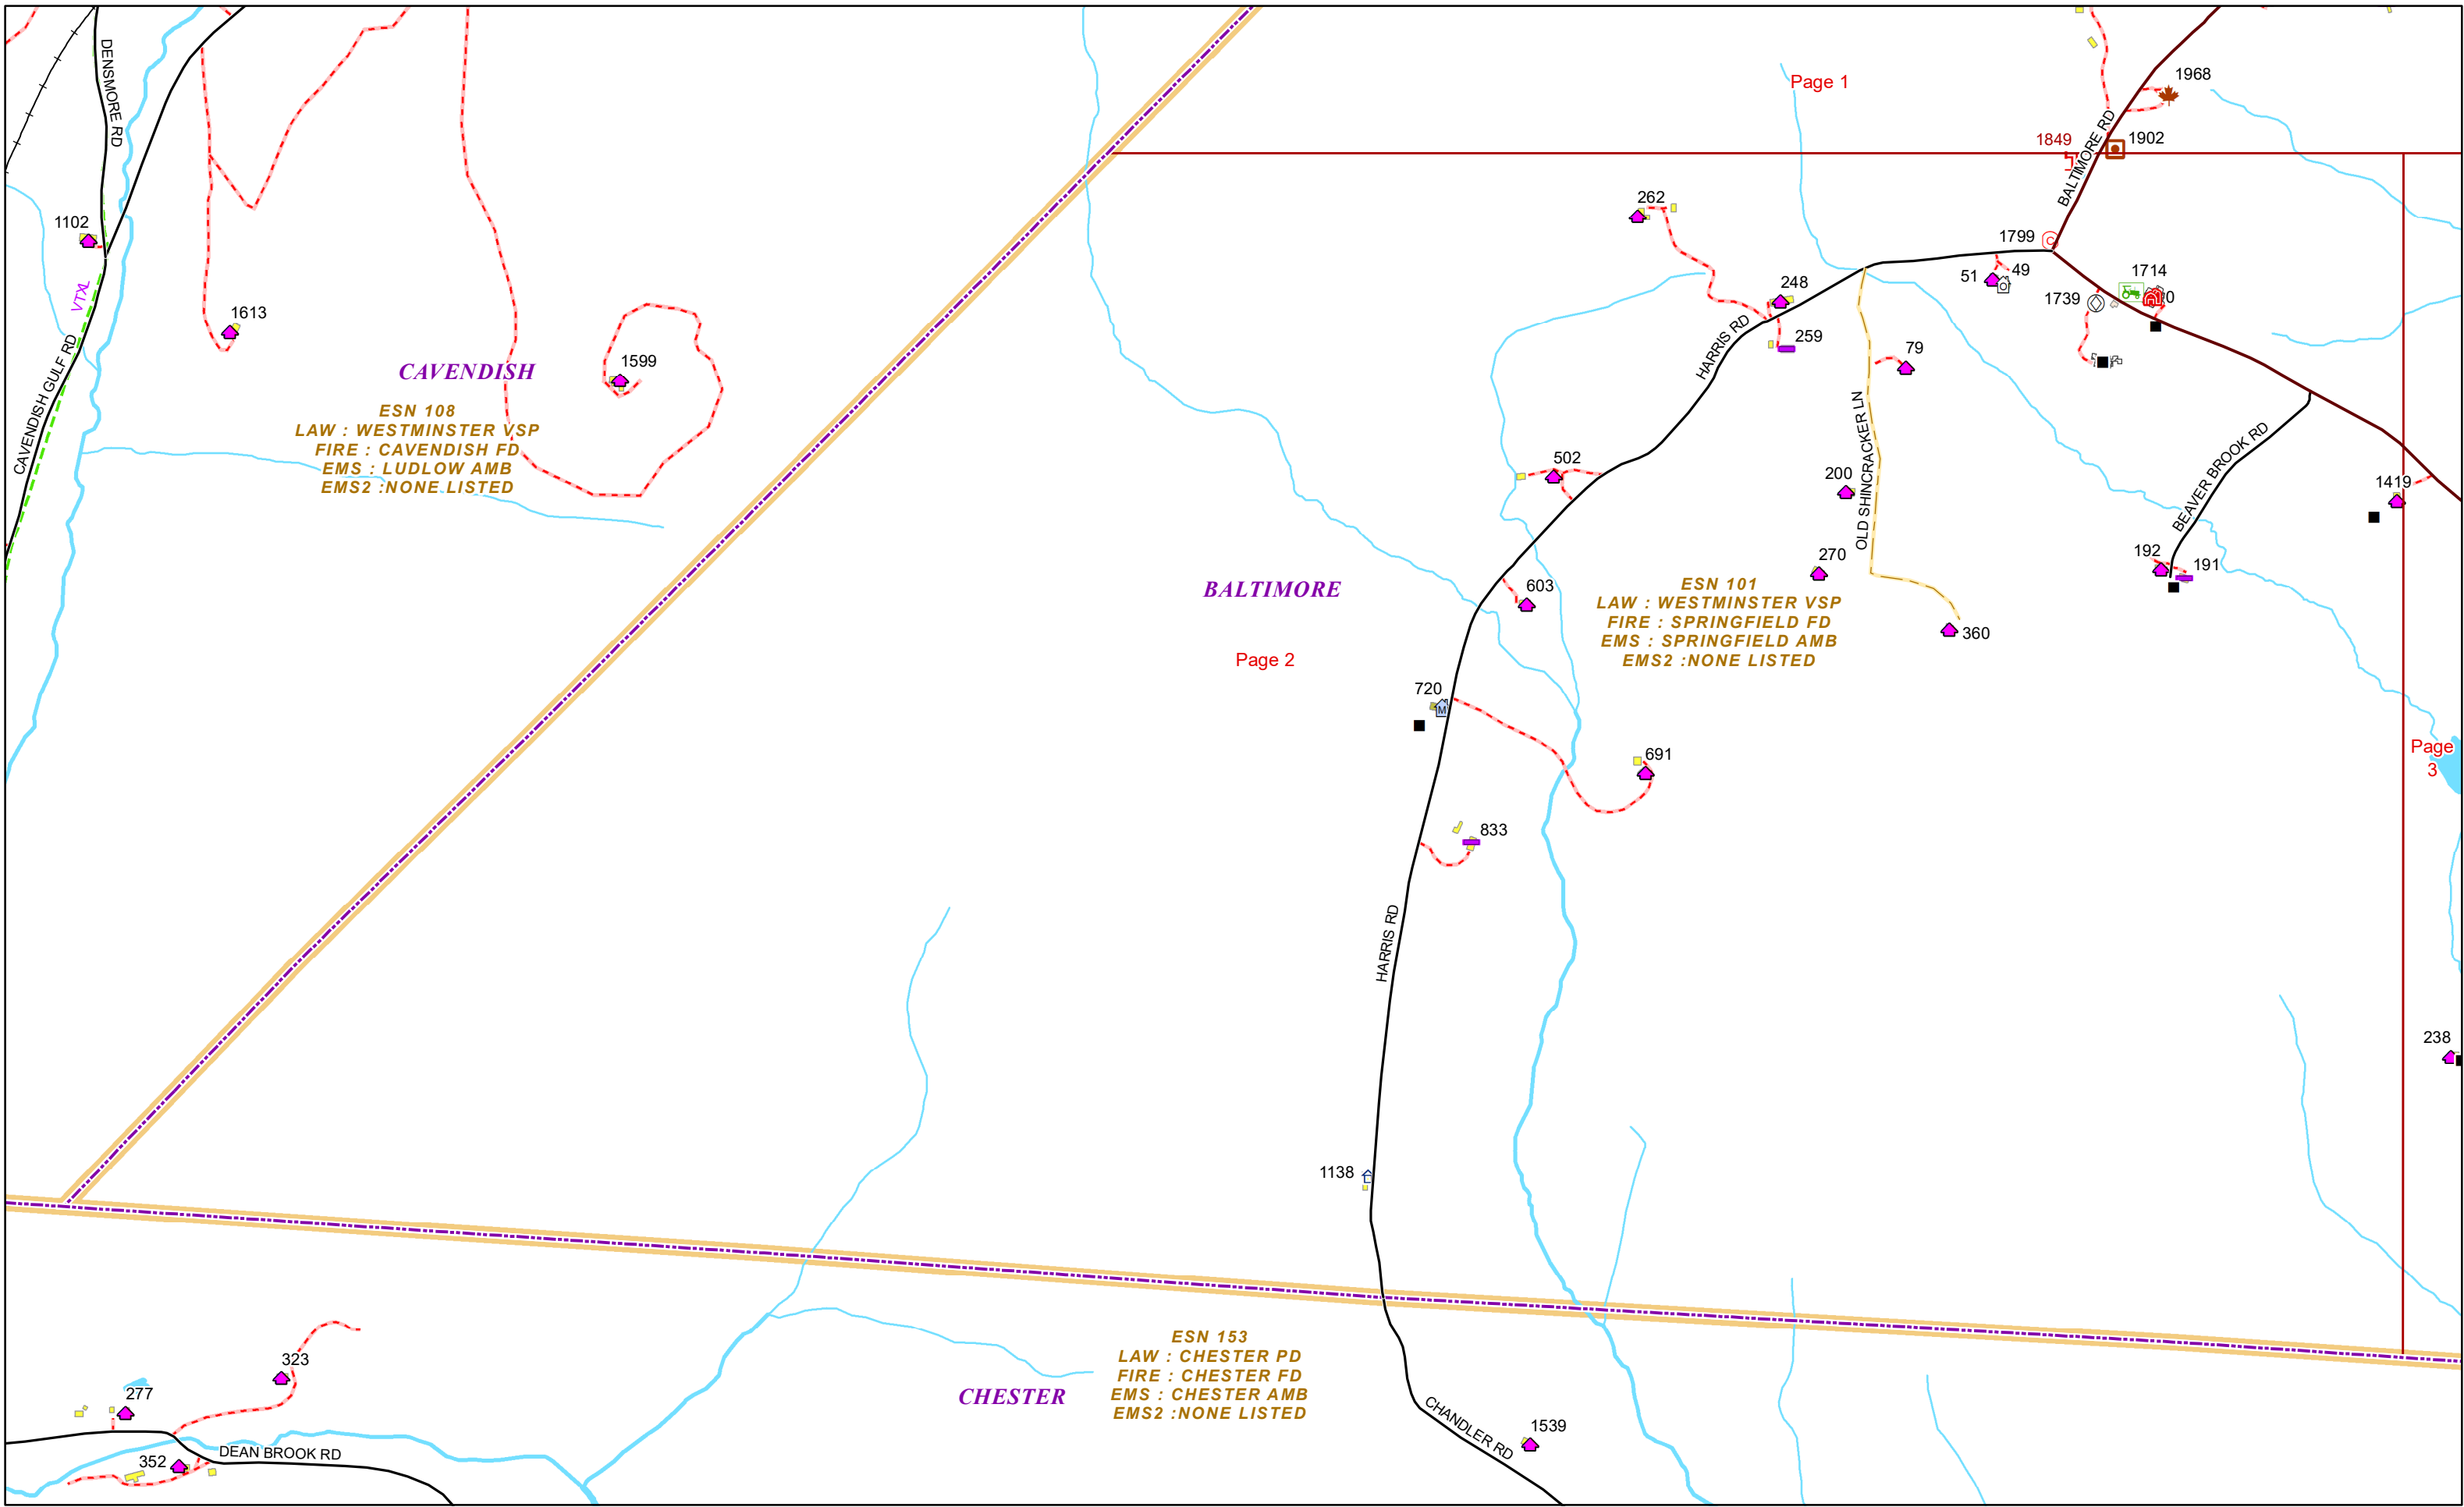 DENSMORE RD
Page 1
1968
BALTIMORE RD
1849
1902
262
1102
1799
51
49
1714
1739
VTXL
1613
248
259
HARRIS RD
79
CAVENDISH GULF RD
CAVENDISH
1599
ESN 108
LAW : WESTMINSTER VSP
FIRE : CAVENDISH FD
EMS : LUDLOW AMB
EMS2 :NONE LISTED
502
200
OLD SHINCRACKER LN
BEAVER BROOK RD
1419
270
192
191
BALTIMORE
603
ESN 101
LAW : WESTMINSTER VSP
FIRE : SPRINGFIELD FD
EMS : SPRINGFIELD AMB
EMS2 :NONE LISTED
360
Page 2
720
M
691
Page
3
833
HARRIS RD
238
1138
ESN 153
LAW : CHESTER PD
FIRE : CHESTER FD
EMS : CHESTER AMB
EMS2 :NONE LISTED
CHESTER
323
277
352
DEAN BROOK RD
CHANDLER RD
1539